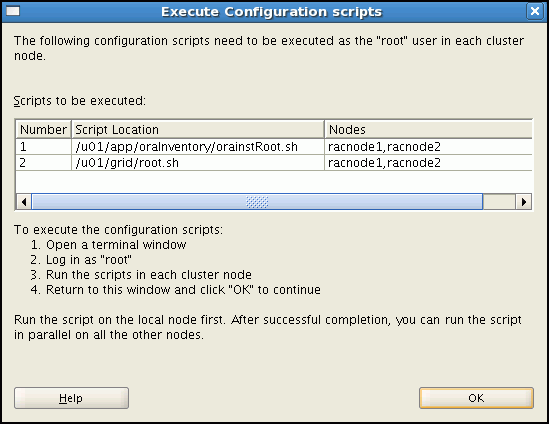 Execute Configuration scripts
The following configuration scripts need to be executed as the "root" user in each cluster
node.
Scripts to be executed:
Number Script Location Nodes
1 /u01/app/oraInventory/orainstRoot.sh racnode1,racnode2
2 /u01/grid/root.sh racnode1,racnode2
To execute the configuration scripts:
1. Open a terminal window
2. Log in as "root"
3. Run the scripts in each cluster node
4. Return to this window and click "OK" to continue
Run the script on the local node first. After successful completion, you can run the script
in parallel on all the other nodes.
Help OK